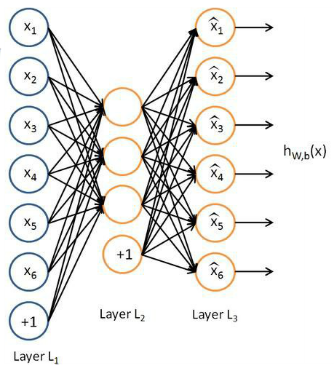 x1
x2
x3
x4
x5
x6
+1
Layer L1
+1
Layer L2
x̂1
x̂2
x̂3
x̂4
x̂5
x̂6
Layer L3
hW,b(x)